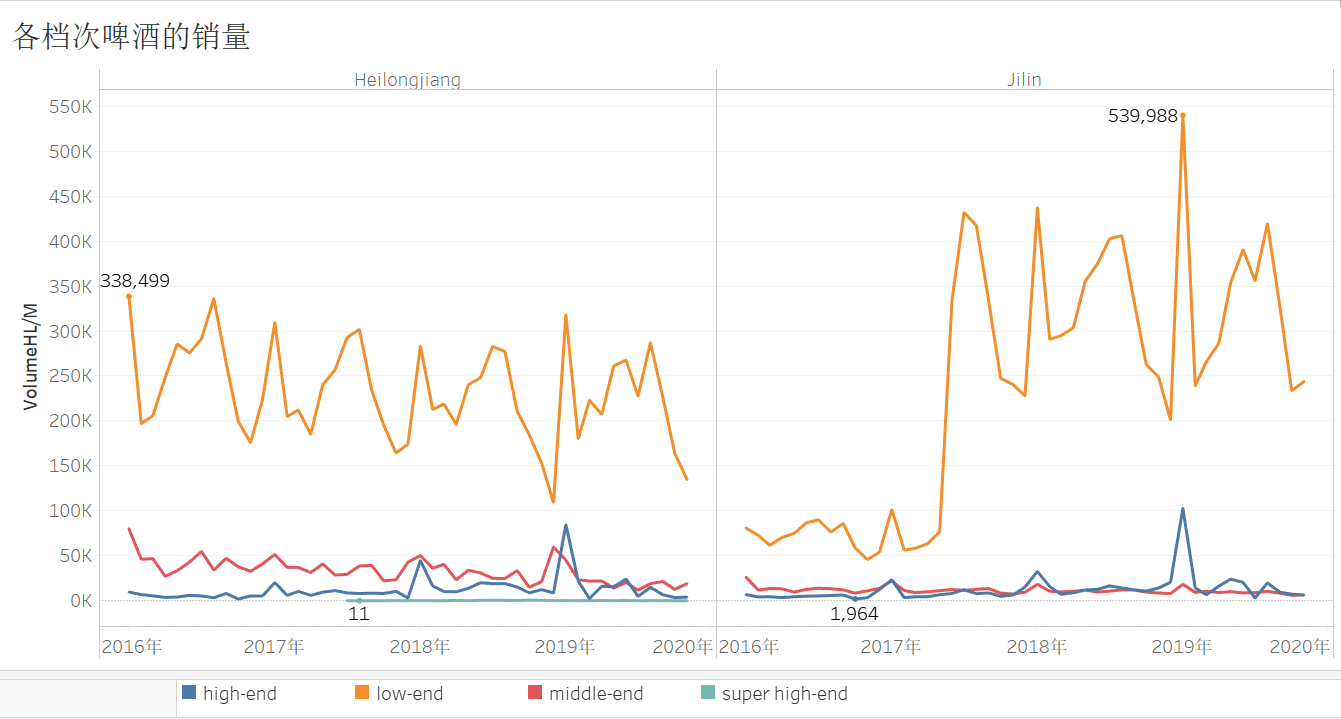 各档次啤酒的销量
Heilongjiang
Jilin
VolumeHL/M
550K
500K
450K
400K
350K
300K
250K
200K
150K
100K
50K
0K
338,499
11
539,988
1,964
2016年 2017年 2018年 2019年 2020年
2016年 2017年 2018年 2019年 2020年
high-end low-end middle-end super high-end